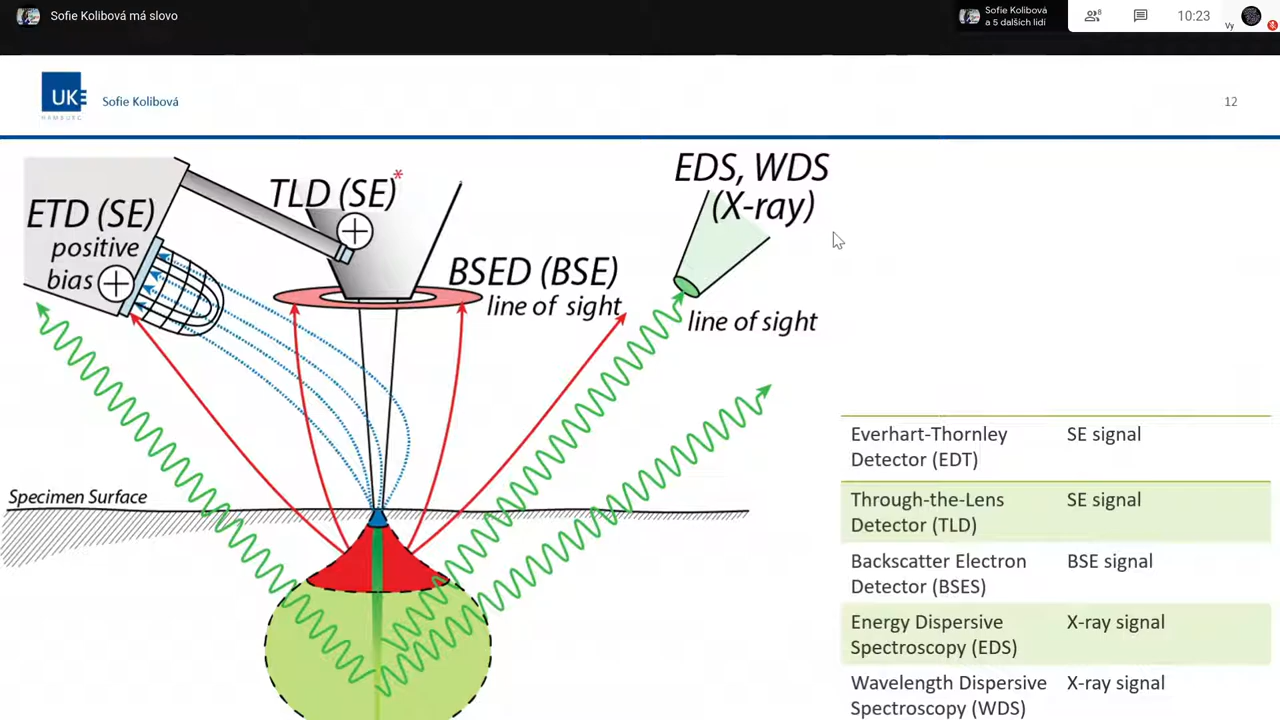 Sofie Kolibová má slovo
Sofie Kolibová
a 5 dalších lidí
8
10:23
Vy
UKE
HAMBURG
Sofie Kolibová
12
ETD (SE)
positive
bias
TLD (SE)*
BSED (BSE)
line of sight
EDS, WDS
(X-ray)
line of sight
Specimen Surface
Everhart-Thornley
Detector (EDT)
SE signal
Through-the-Lens
Detector (TLD)
SE signal
Backscatter Electron
Detector (BSES)
BSE signal
Energy Dispersive
Spectroscopy (EDS)
X-ray signal
Wavelength Dispersive
Spectroscopy (WDS)
X-ray signal